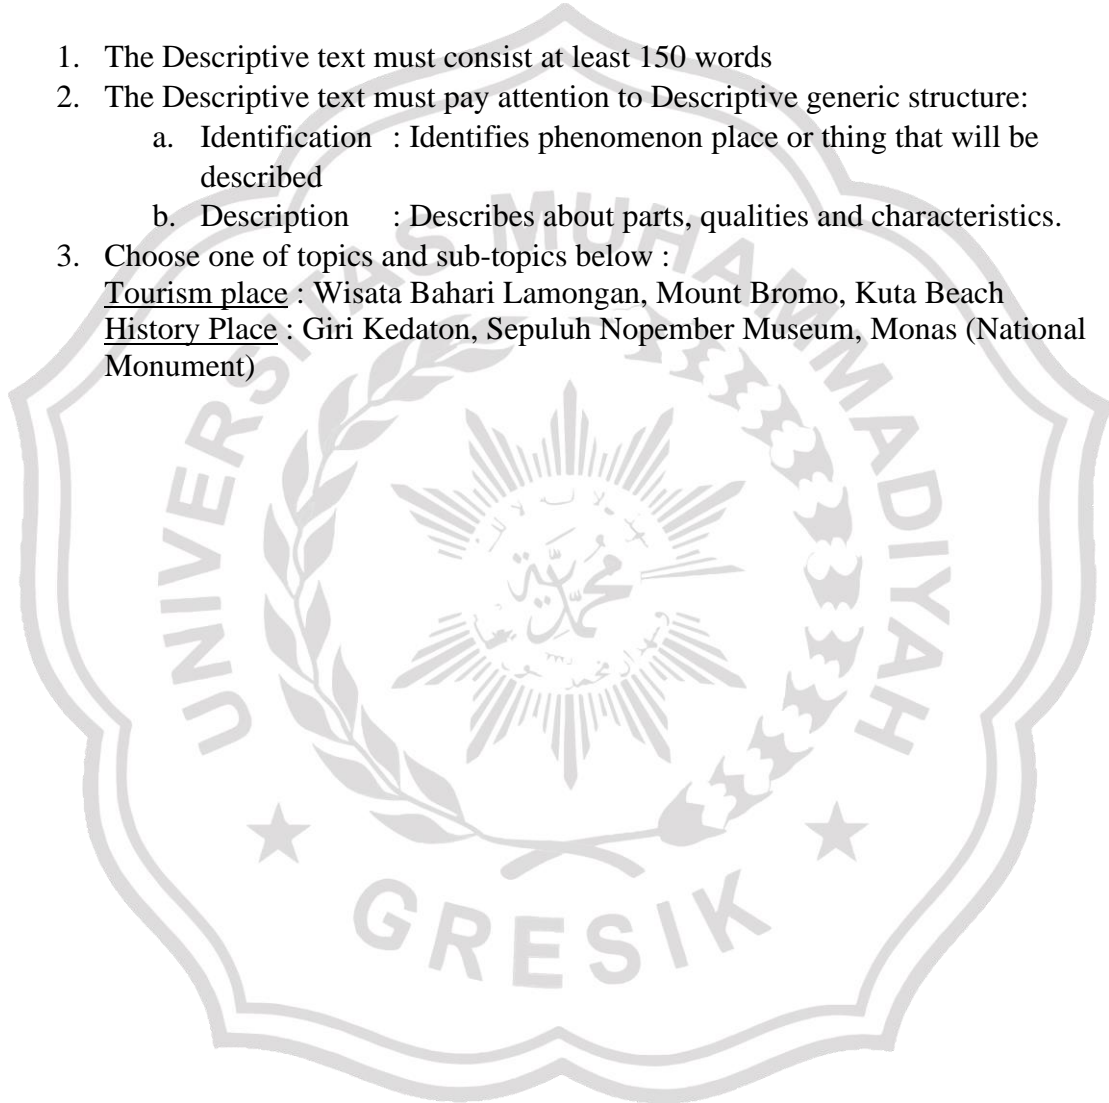 1. The Descriptive text must consist at least 150 words
2. The Descriptive text must pay attention to Descriptive generic structure:
a. Identification : Identifies phenomenon place or thing that will be
described
b. Description : Describes about parts, qualities and characteristics.
3. Choose one of topics and sub-topics below :
Tourism place : Wisata Bahari Lamongan, Mount Bromo, Kuta Beach
History Place : Giri Kedaton, Sepuluh Nopember Museum, Monas (National
Monument)
UNIVERSITAS MUHAMMADIYAH
محمدية
GRESIK